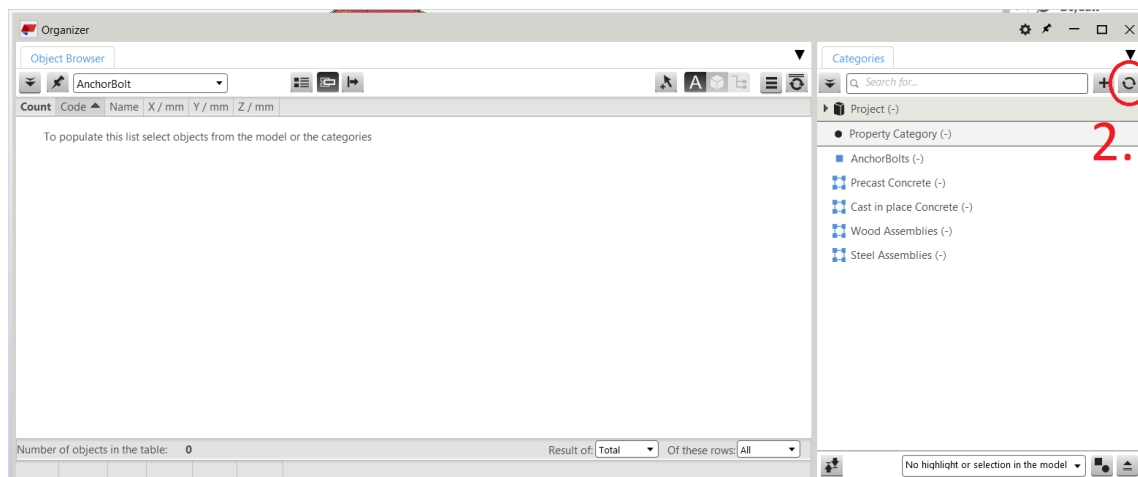 Organizer
Object Browser
AnchorBolt
A
Count Code Name X / mm Y / mm Z / mm
To populate this list select objects from the model or the categories
Number of objects in the table: 0
Result of: Total Of these rows: All
Categories
Search for...
Project (-)
Property Category (-)
2.
AnchorBolts (-)
Precast Concrete (-)
Cast in place Concrete (-)
Wood Assemblies (-)
Steel Assemblies (-)
No highlight or selection in the model